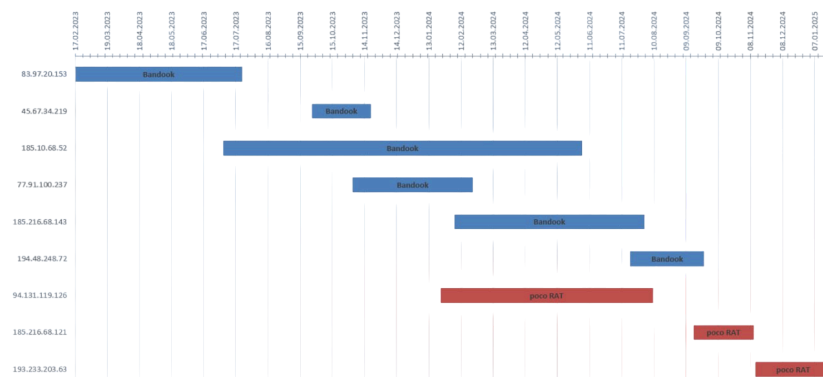 17.02.2023
19.03.2023
18.04.2023
18.05.2023
17.06.2023
17.07.2023
16.08.2023
15.09.2023
15.10.2023
14.11.2023
14.12.2023
13.01.2024
12.02.2024
13.03.2024
12.04.2024
12.05.2024
11.06.2024
11.07.2024
10.08.2024
09.09.2024
09.10.2024
08.11.2024
08.12.2024
07.01.2025
83.97.20.153 Bandook
45.67.34.219 Bandook
185.10.68.52 Bandook
77.91.100.237 Bandook
185.216.68.143 Bandook
194.48.248.72 Bandook
94.131.119.126 poco RAT
185.216.68.121 poco RAT
193.233.203.63 poco RAT